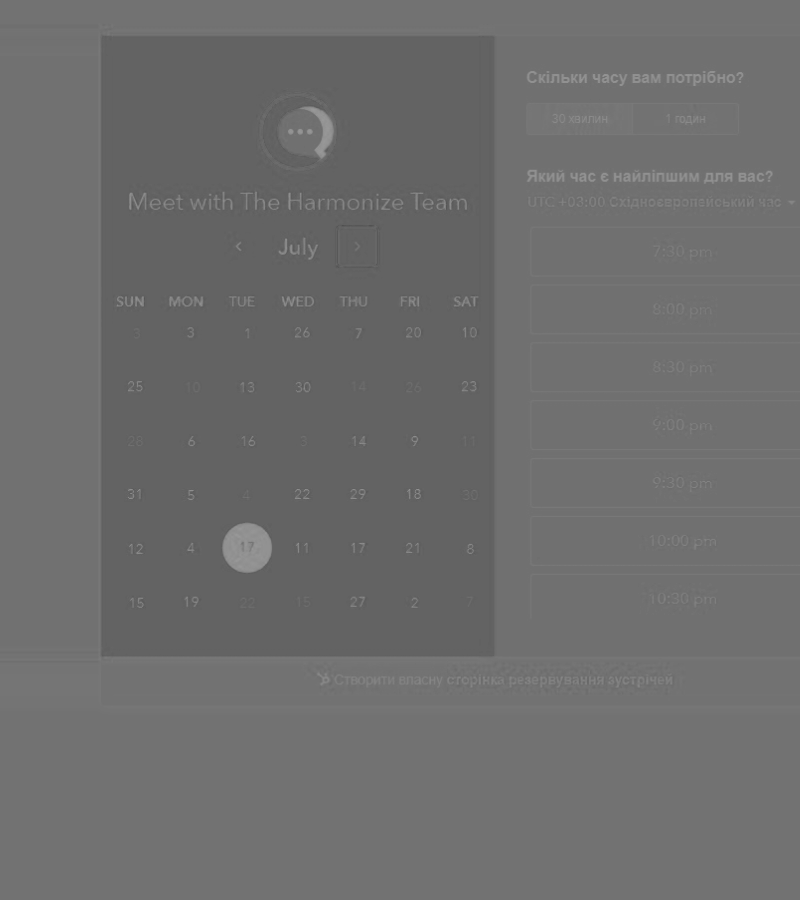 Meet with The Harmonize Team
July
SUN MON TUE WED THU FRI SAT
3 3 1 26 7 20 10
25 10 13 30 14 26 23
28 6 16 3 14 9 11
31 5 4 22 29 18 30
12 4 17 11 17 21 8
15 19 22 15 27 2 7
Скільки часу вам потрібно?
30 хвилин 1 годин
Який час є найліпшим для вас?
UTC +03:00 Східноєвропейський час
7:30 pm
8:00 pm
8:30 pm
9:00 pm
9:30 pm
10:00 pm
10:30 pm
Створити власну сторінка резервування зустрічей